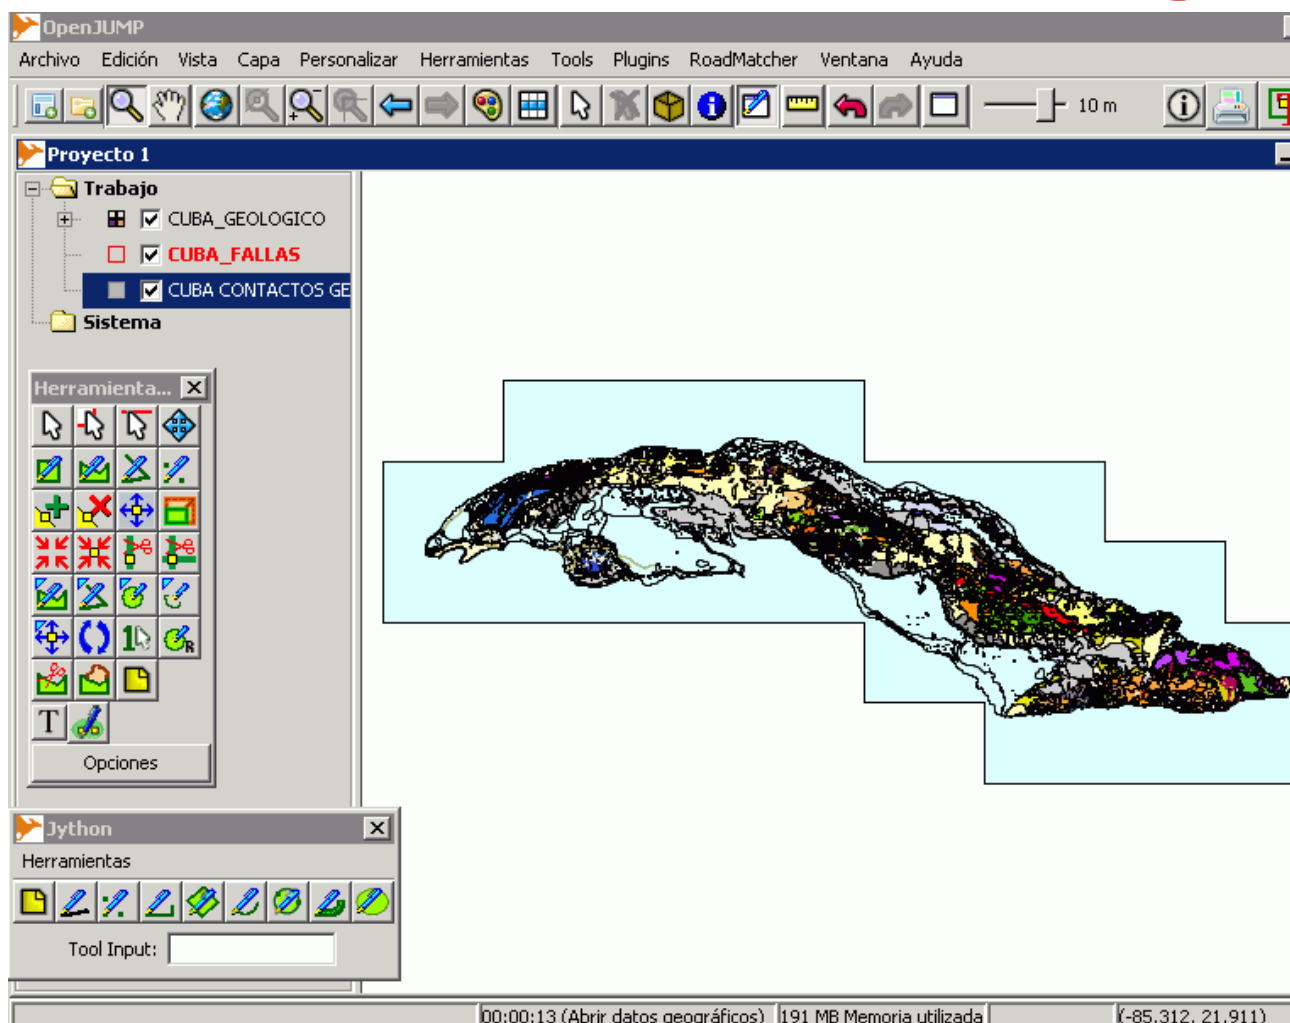 OpenJUMP
Archivo Edición Vista Capa Personalizar Herramientas Tools Plugins RoadMatcher Ventana Ayuda
10 m
Proyecto 1
Trabajo
CUBA_GEOLOGICO
CUBA_FALLAS
CUBA CONTACTOS GE
Sistema
Herramienta...
T
Opciones
Jython
Herramientas
Tool Input:
00:00:13 (Abrir datos geográficos) 191 MB Memoria utilizada (-85.312, 21.911)